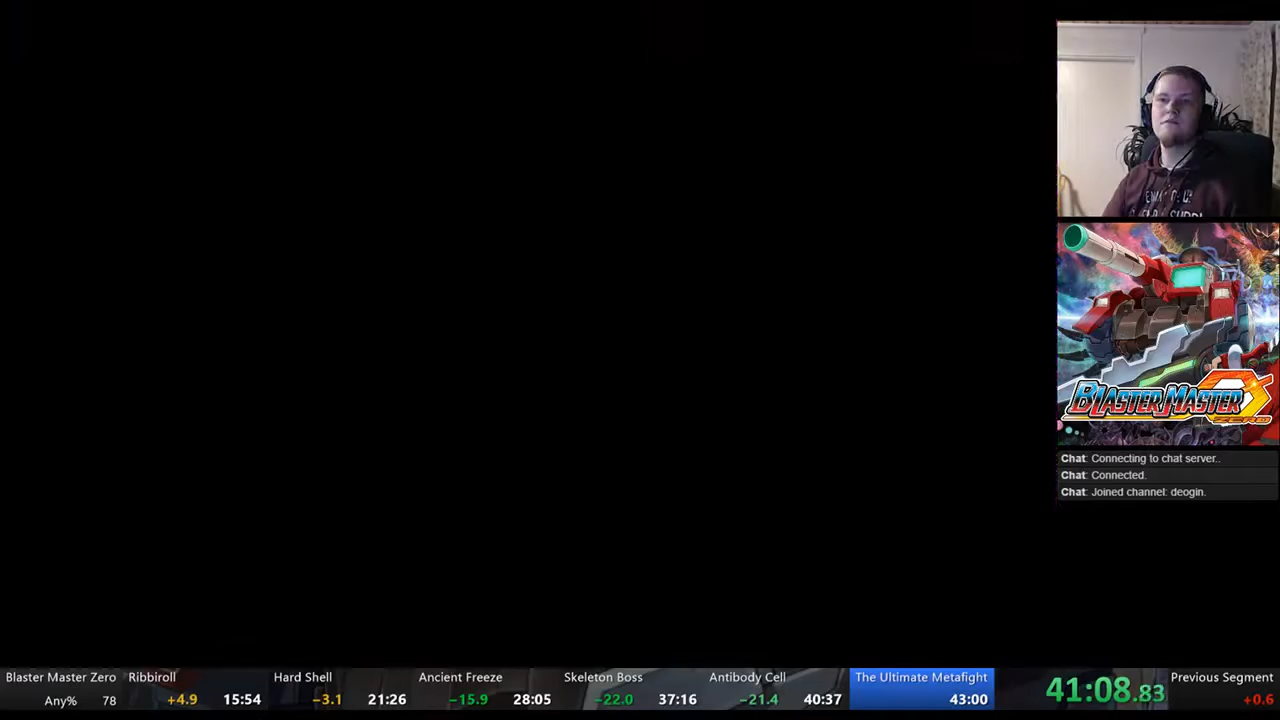 BLASTER MASTER
ZERO
Chat: Connecting to chat server..
Chat: Connected.
Chat: Joined channel: deogin.
Blaster Master Zero
Any% 78
Ribbiroll
+4.9 15:54
Hard Shell
−3.1 21:26
Ancient Freeze
−15.9 28:05
Skeleton Boss
−22.0 37:16
Antibody Cell
−21.4 40:37
The Ultimate Metafight
43:00
41:08.83
Previous Segment
+0.6